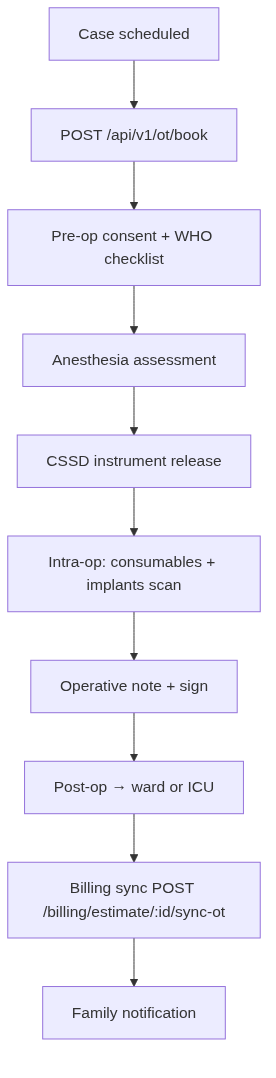 Case scheduled
POST /api/v1/ot/book
Pre-op consent + WHO
checklist
Anesthesia assessment
CSSD instrument release
Intra-op: consumables +
implants scan
Operative note + sign
Post-op → ward or ICU
Billing sync POST
/billing/estimate/:id/sync-ot
Family notification